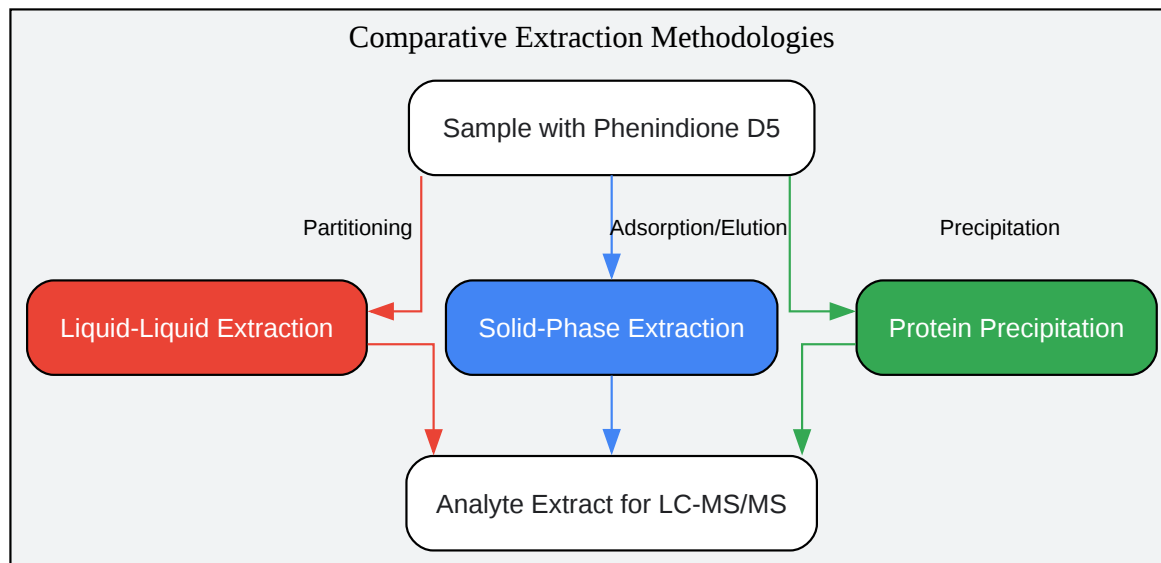 Comparative Extraction Methodologies
Sample with Phenindione D5
Partitioning
Adsorption/Elution
Precipitation
Liquid-Liquid Extraction
Solid-Phase Extraction
Protein Precipitation
Analyte Extract for LC-MS/MS